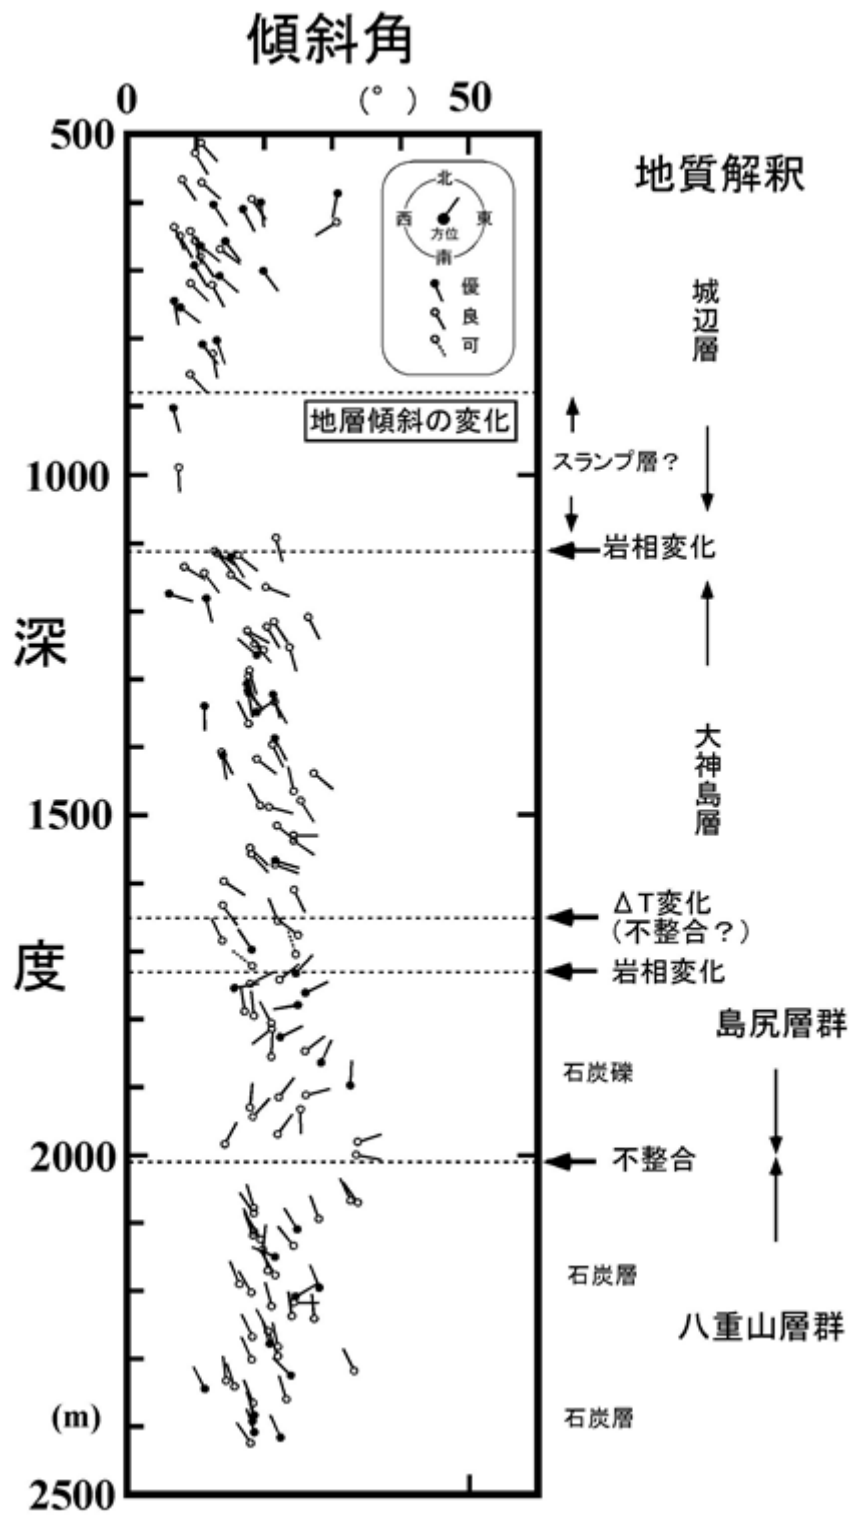 傾斜角
0 (° ) 50
500
地質解釈
北
西 東
方位
南
優
良
可
城辺層
地層傾斜の変化
スランプ層?
1000
岩相変化
深度
大神島層
1500
ΔT変化
(不整合?)
岩相変化
島尻層群
石炭礫
2000
不整合
石炭層
八重山層群
(m)
石炭層
2500